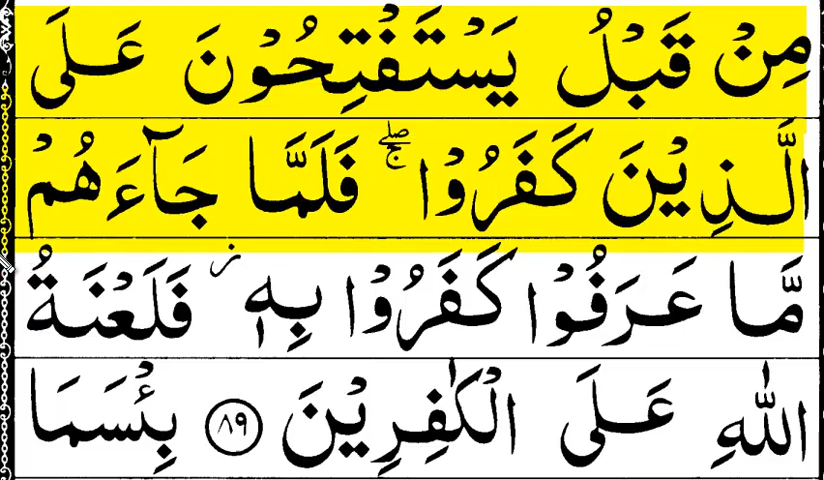 مِنْ قَبْلُ يَسْتَفْتِحُوْنَ عَلَى
الَّذِيْنَ كَفَرُوْا ۚۖ فَلَمَّا جَآءَهُمْ
مَّا عَرَفُوْا كَفَرُوْا بِهٖ ز فَلَعْنَةُ
اللّٰهِ عَلَى الْكٰفِرِيْنَ ﴿٨٩﴾ بِئْسَمَا